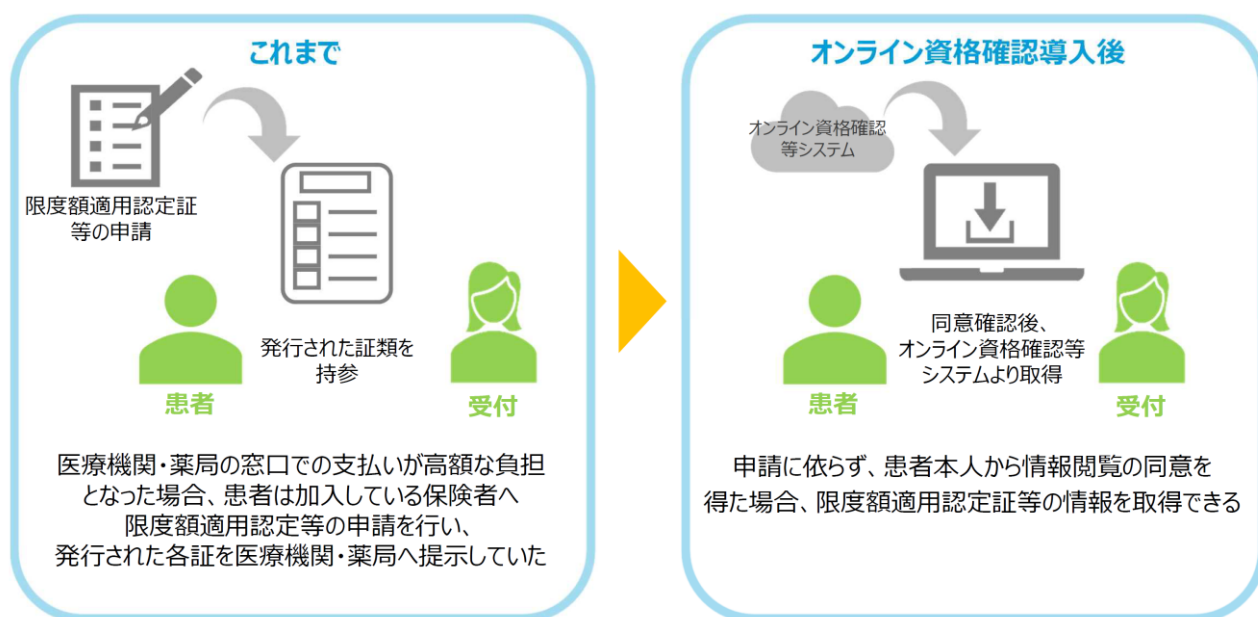 これまで
限度額適用認定証
等の申請
発行された証類を
持参
患者
受付
医療機関・薬局の窓口での支払いが高額な負担
となった場合、患者は加入している保険者へ
限度額適用認定等の申請を行い、
発行された各証を医療機関・薬局へ提示していた
オンライン資格確認導入後
オンライン資格確認
等システム
同意確認後、
オンライン資格確認等
システムより取得
患者
受付
申請に依らず、患者本人から情報閲覧の同意を
得た場合、限度額適用認定証等の情報を取得できる